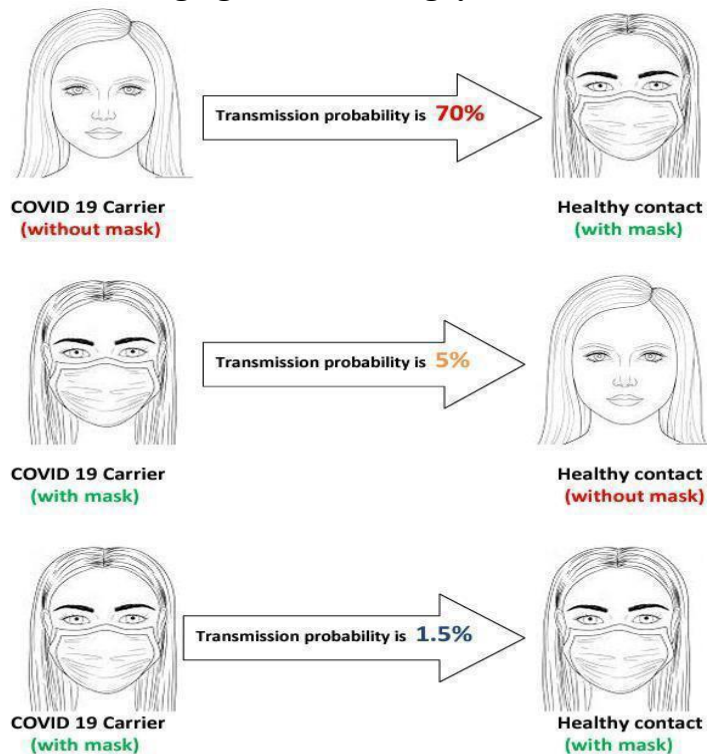 Transmission probability is 70%
COVID 19 Carrier
(without mask)
Healthy contact
(with mask)
Transmission probability is 5%
COVID 19 Carrier
(with mask)
Healthy contact
(without mask)
Transmission probability is 1.5%
COVID 19 Carrier
(with mask)
Healthy contact
(with mask)